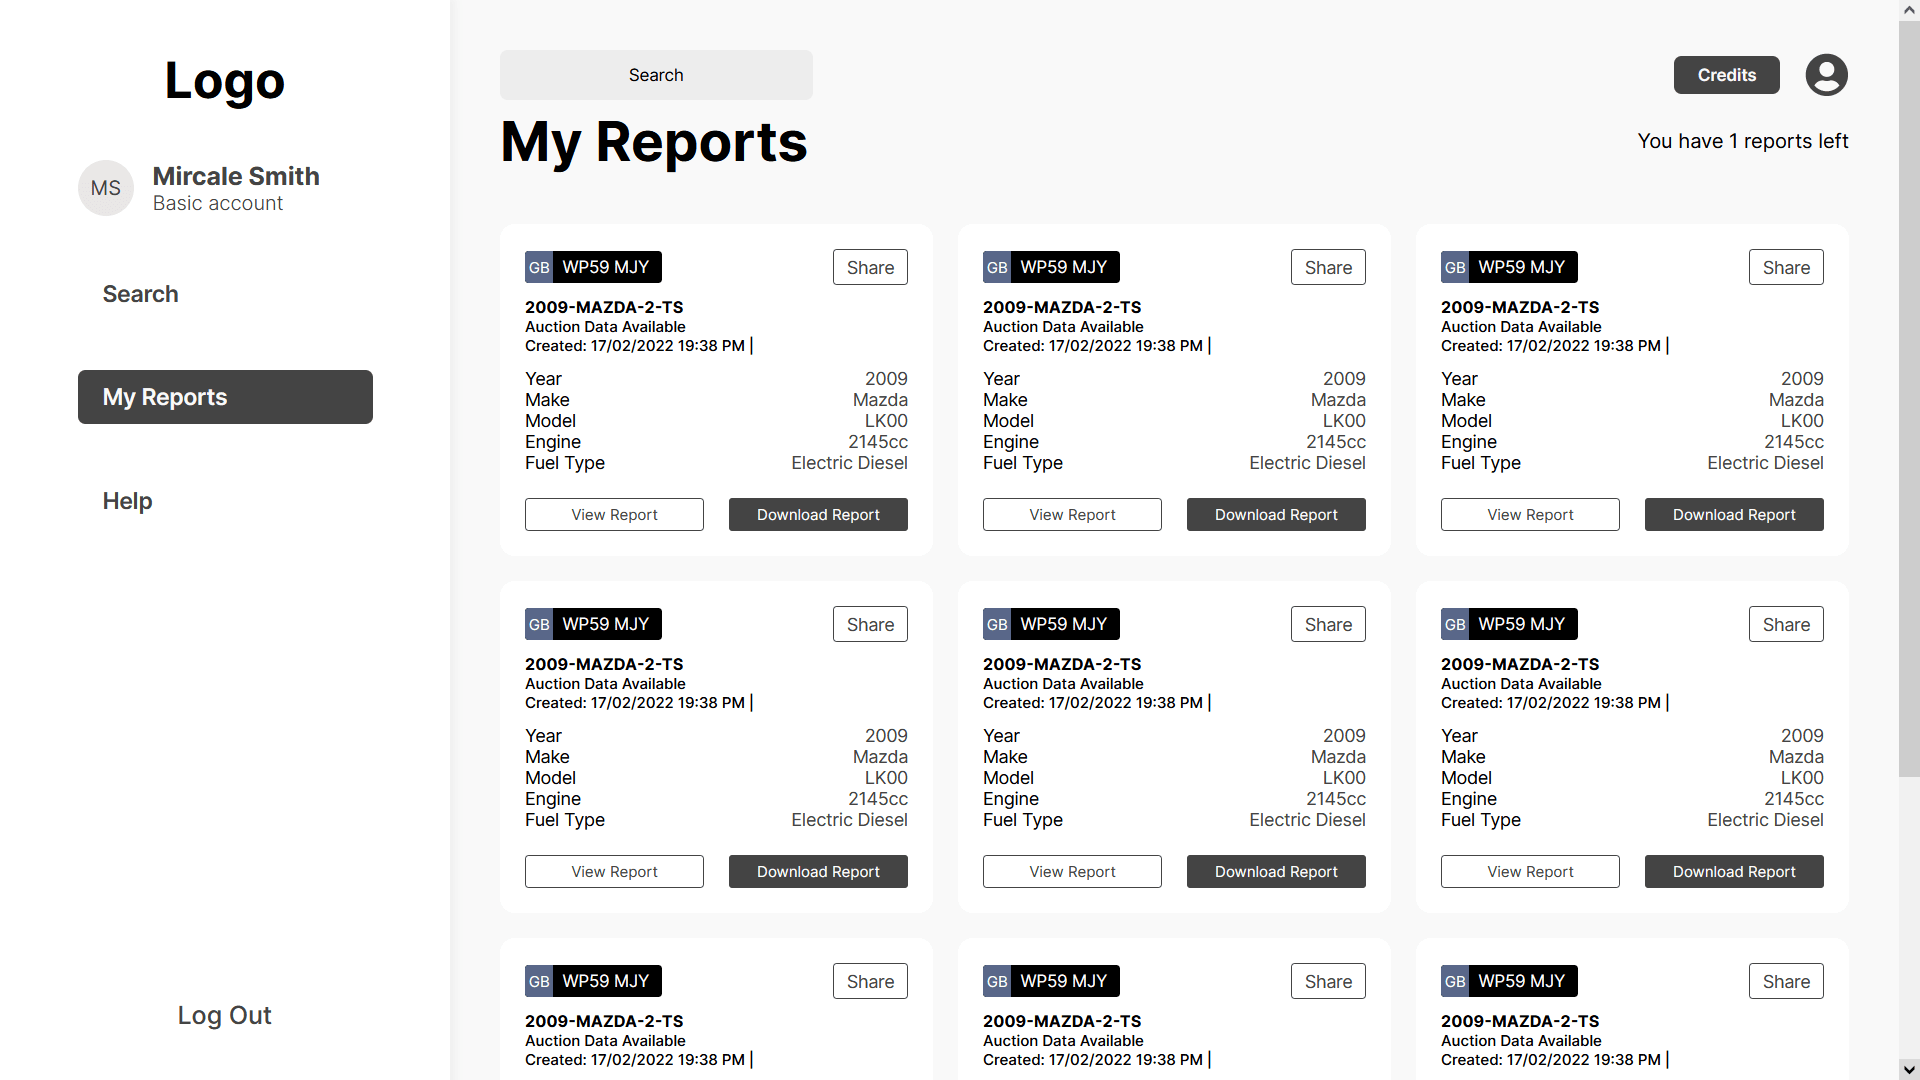 Logo
MS
Mircale Smith
Basic account
Search
My Reports
Help
Log Out
Search
Credits
My Reports
You have 1 reports left
GB WP59 MJY
Share
2009-MAZDA-2-TS
Auction Data Available
Created: 17/02/2022 19:38 PM |
Year 2009
Make Mazda
Model LK00
Engine 2145cc
Fuel Type Electric Diesel
View Report
Download Report
GB WP59 MJY
Share
2009-MAZDA-2-TS
Auction Data Available
Created: 17/02/2022 19:38 PM |
Year 2009
Make Mazda
Model LK00
Engine 2145cc
Fuel Type Electric Diesel
View Report
Download Report
GB WP59 MJY
Share
2009-MAZDA-2-TS
Auction Data Available
Created: 17/02/2022 19:38 PM |
Year 2009
Make Mazda
Model LK00
Engine 2145cc
Fuel Type Electric Diesel
View Report
Download Report
GB WP59 MJY
Share
2009-MAZDA-2-TS
Auction Data Available
Created: 17/02/2022 19:38 PM |
Year 2009
Make Mazda
Model LK00
Engine 2145cc
Fuel Type Electric Diesel
View Report
Download Report
GB WP59 MJY
Share
2009-MAZDA-2-TS
Auction Data Available
Created: 17/02/2022 19:38 PM |
Year 2009
Make Mazda
Model LK00
Engine 2145cc
Fuel Type Electric Diesel
View Report
Download Report
GB WP59 MJY
Share
2009-MAZDA-2-TS
Auction Data Available
Created: 17/02/2022 19:38 PM |
Year 2009
Make Mazda
Model LK00
Engine 2145cc
Fuel Type Electric Diesel
View Report
Download Report
GB WP59 MJY
Share
2009-MAZDA-2-TS
Auction Data Available
Created: 17/02/2022 19:38 PM |
GB WP59 MJY
Share
2009-MAZDA-2-TS
Auction Data Available
Created: 17/02/2022 19:38 PM |
GB WP59 MJY
Share
2009-MAZDA-2-TS
Auction Data Available
Created: 17/02/2022 19:38 PM |